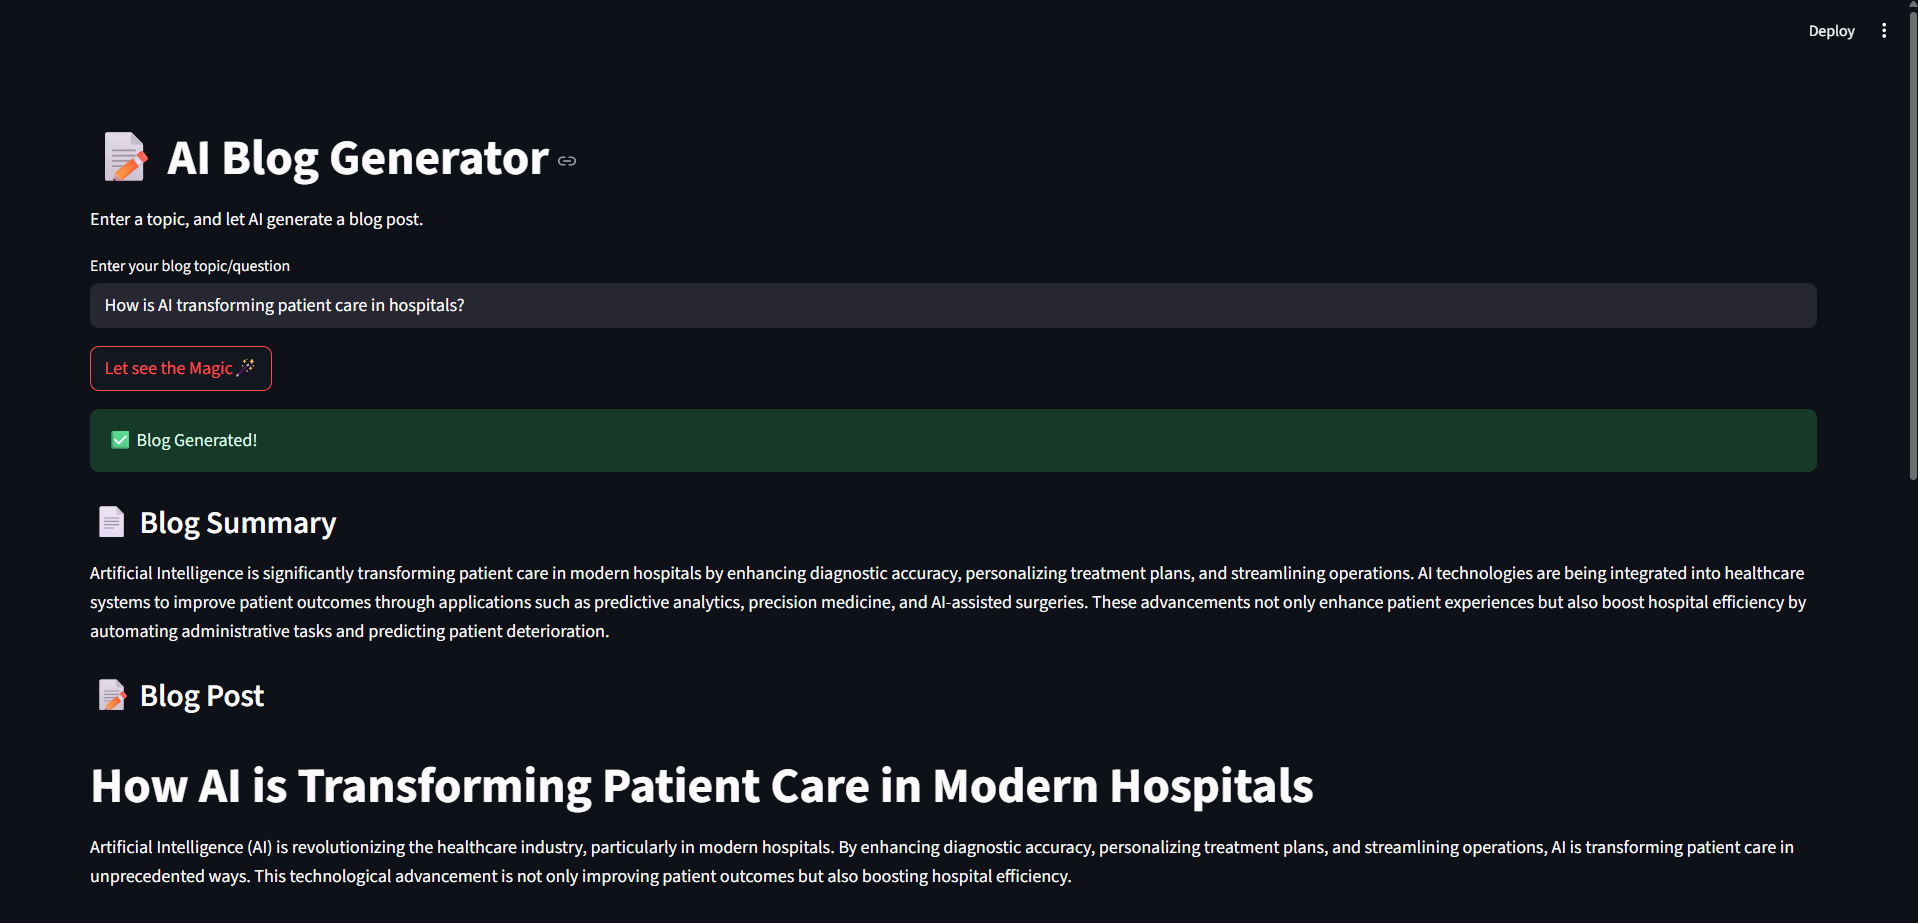 Deploy
AI Blog Generator
Enter a topic, and let AI generate a blog post.
Enter your blog topic/question
How is AI transforming patient care in hospitals?
Let see the Magic
Blog Generated!
Blog Summary
Artificial Intelligence is significantly transforming patient care in modern hospitals by enhancing diagnostic accuracy, personalizing treatment plans, and streamlining operations. AI technologies are being integrated into healthcare
systems to improve patient outcomes through applications such as predictive analytics, precision medicine, and AI-assisted surgeries. These advancements not only enhance patient experiences but also boost hospital efficiency by
automating administrative tasks and predicting patient deterioration.
Blog Post
How AI is Transforming Patient Care in Modern Hospitals
Artificial Intelligence (AI) is revolutionizing the healthcare industry, particularly in modern hospitals. By enhancing diagnostic accuracy, personalizing treatment plans, and streamlining operations, AI is transforming patient care in
unprecedented ways. This technological advancement is not only improving patient outcomes but also boosting hospital efficiency.